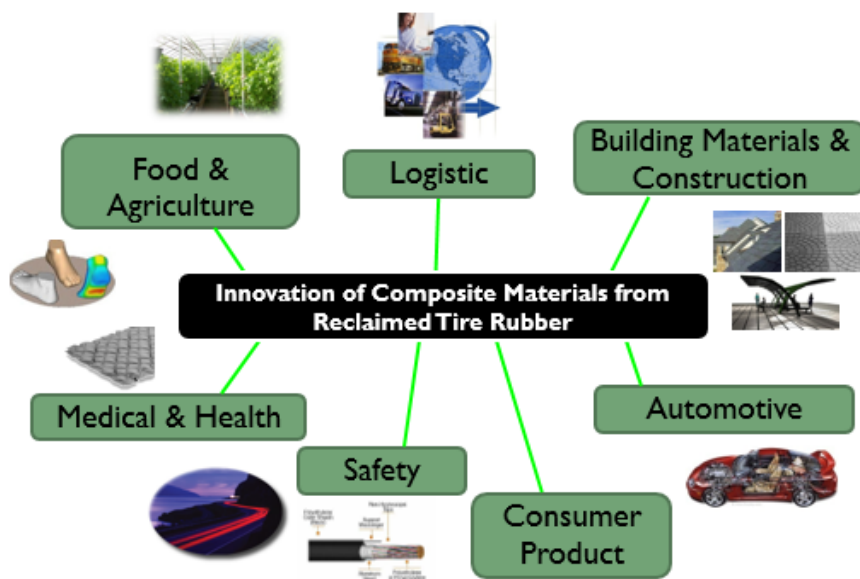 Food &
Agriculture
Logistic
Building Materials &
Construction
Innovation of Composite Materials from
Reclaimed Tire Rubber
Medical & Health
Automotive
Safety
Consumer
Product
Support